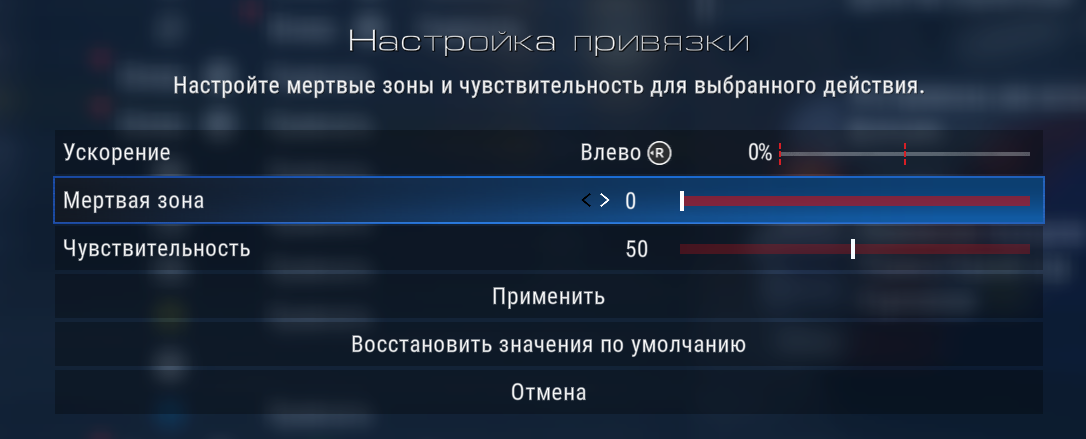 Настройка привязки
Настройте мертвые зоны и чувствительность для выбранного действия.
Ускорение Влево R 0%
Мертвая зона < > 0
Чувствительность 50
Применить
Восстановить значения по умолчанию
Отмена